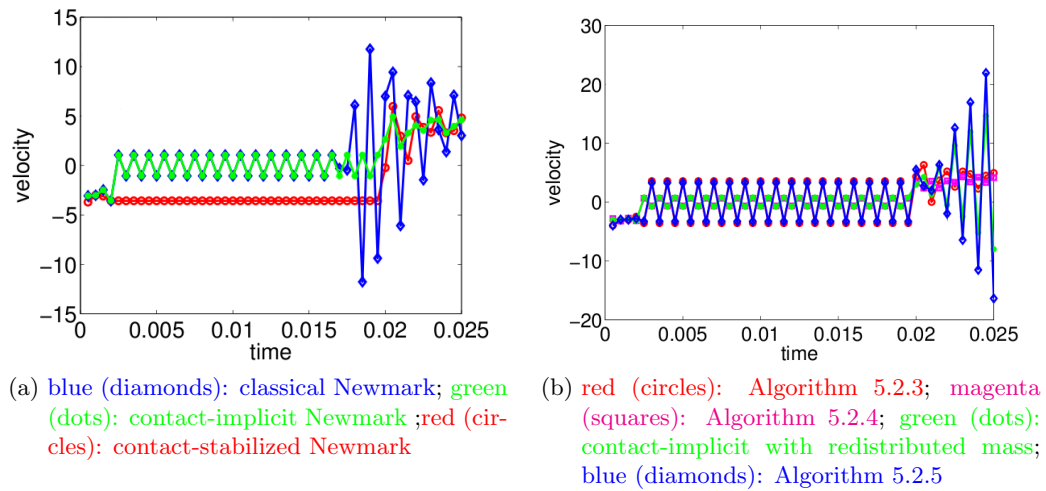 15
10
5
0
−5
−10
−15
velocity
0
0.005
0.01
0.015
0.02
0.025
time
(a) blue (diamonds): classical Newmark; green
(dots): contact-implicit Newmark ;red (cir-
cles): contact-stabilized Newmark
30
20
10
0
−10
−20
velocity
0
0.005
0.01
0.015
0.02
0.025
time
(b) red (circles): Algorithm 5.2.3; magenta
(squares): Algorithm 5.2.4; green (dots):
contact-implicit with redistributed mass;
blue (diamonds): Algorithm 5.2.5